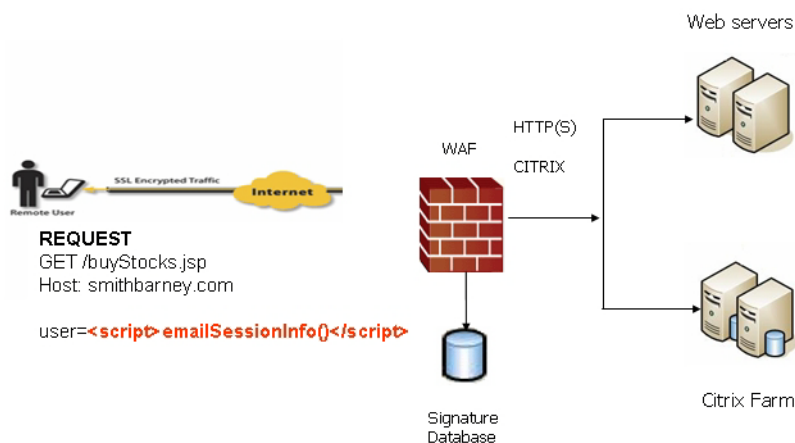 Web servers
HTTP(S)
WAF
CITRIX
SSL Encrypted Traffic
Internet
Remote User
REQUEST
GET /buyStocks.jsp
Host: smithbarney.com
user=<script>emailSessionInfo()</script>
Signature
Database
Citrix Farm